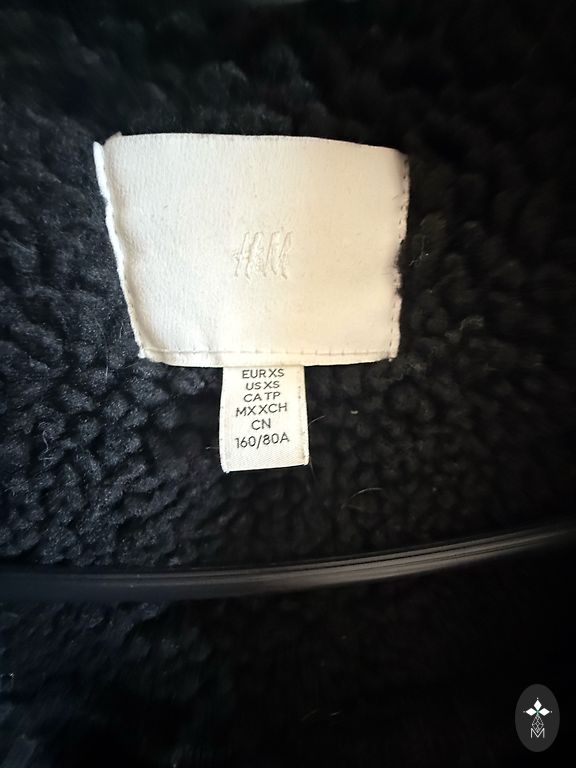 H&M
EUR XS
US XS
CA TP
MX XCH
CN
160/80A
M